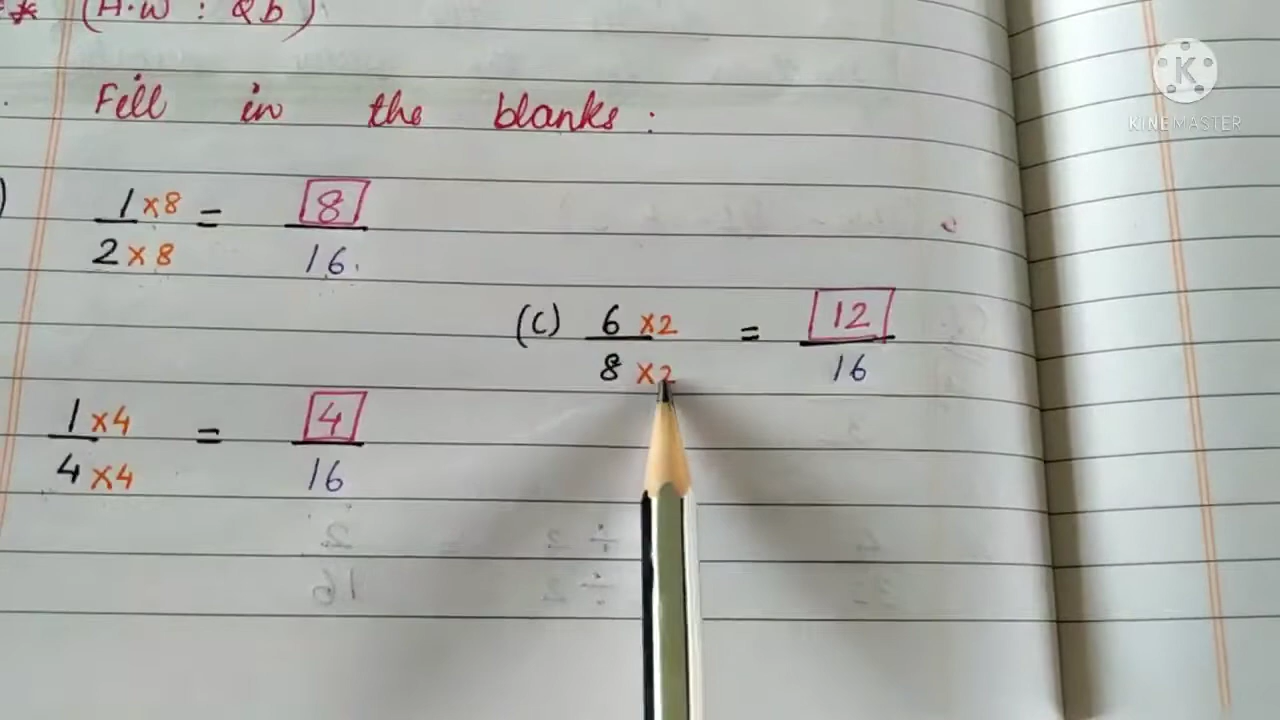 * (H.W : Qb)
Fill in the blanks :
) 1 ×8 = 8
2 ×8 16.
(c) 6 ×2 = 12
8 ×2 16
1 ×4 = 4
4 ×4 16
K
KINEMASTER